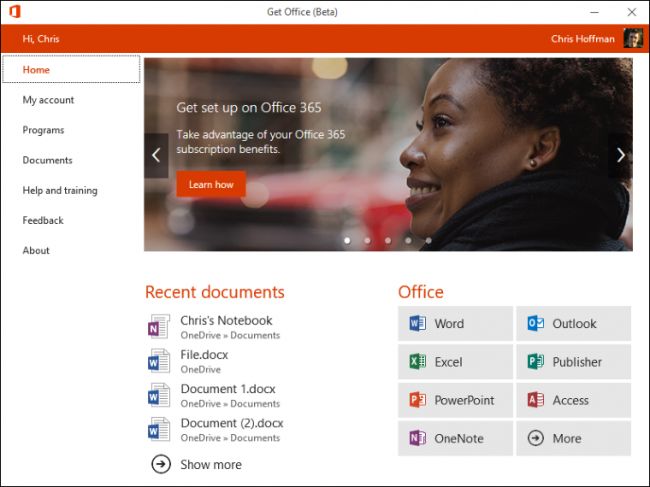 Get Office (Beta)
Hi, Chris
Chris Hoffman
Home
My account
Programs
Documents
Help and training
Feedback
About
Get set up on Office 365
Take advantage of your Office 365
subscription benefits.
Learn how
Recent documents
Chris's Notebook
OneDrive » Documents
File.docx
OneDrive
Document 1.docx
OneDrive » Documents
Document (2).docx
OneDrive » Documents
Show more
Office
Word
Outlook
Excel
Publisher
PowerPoint
Access
OneNote
More